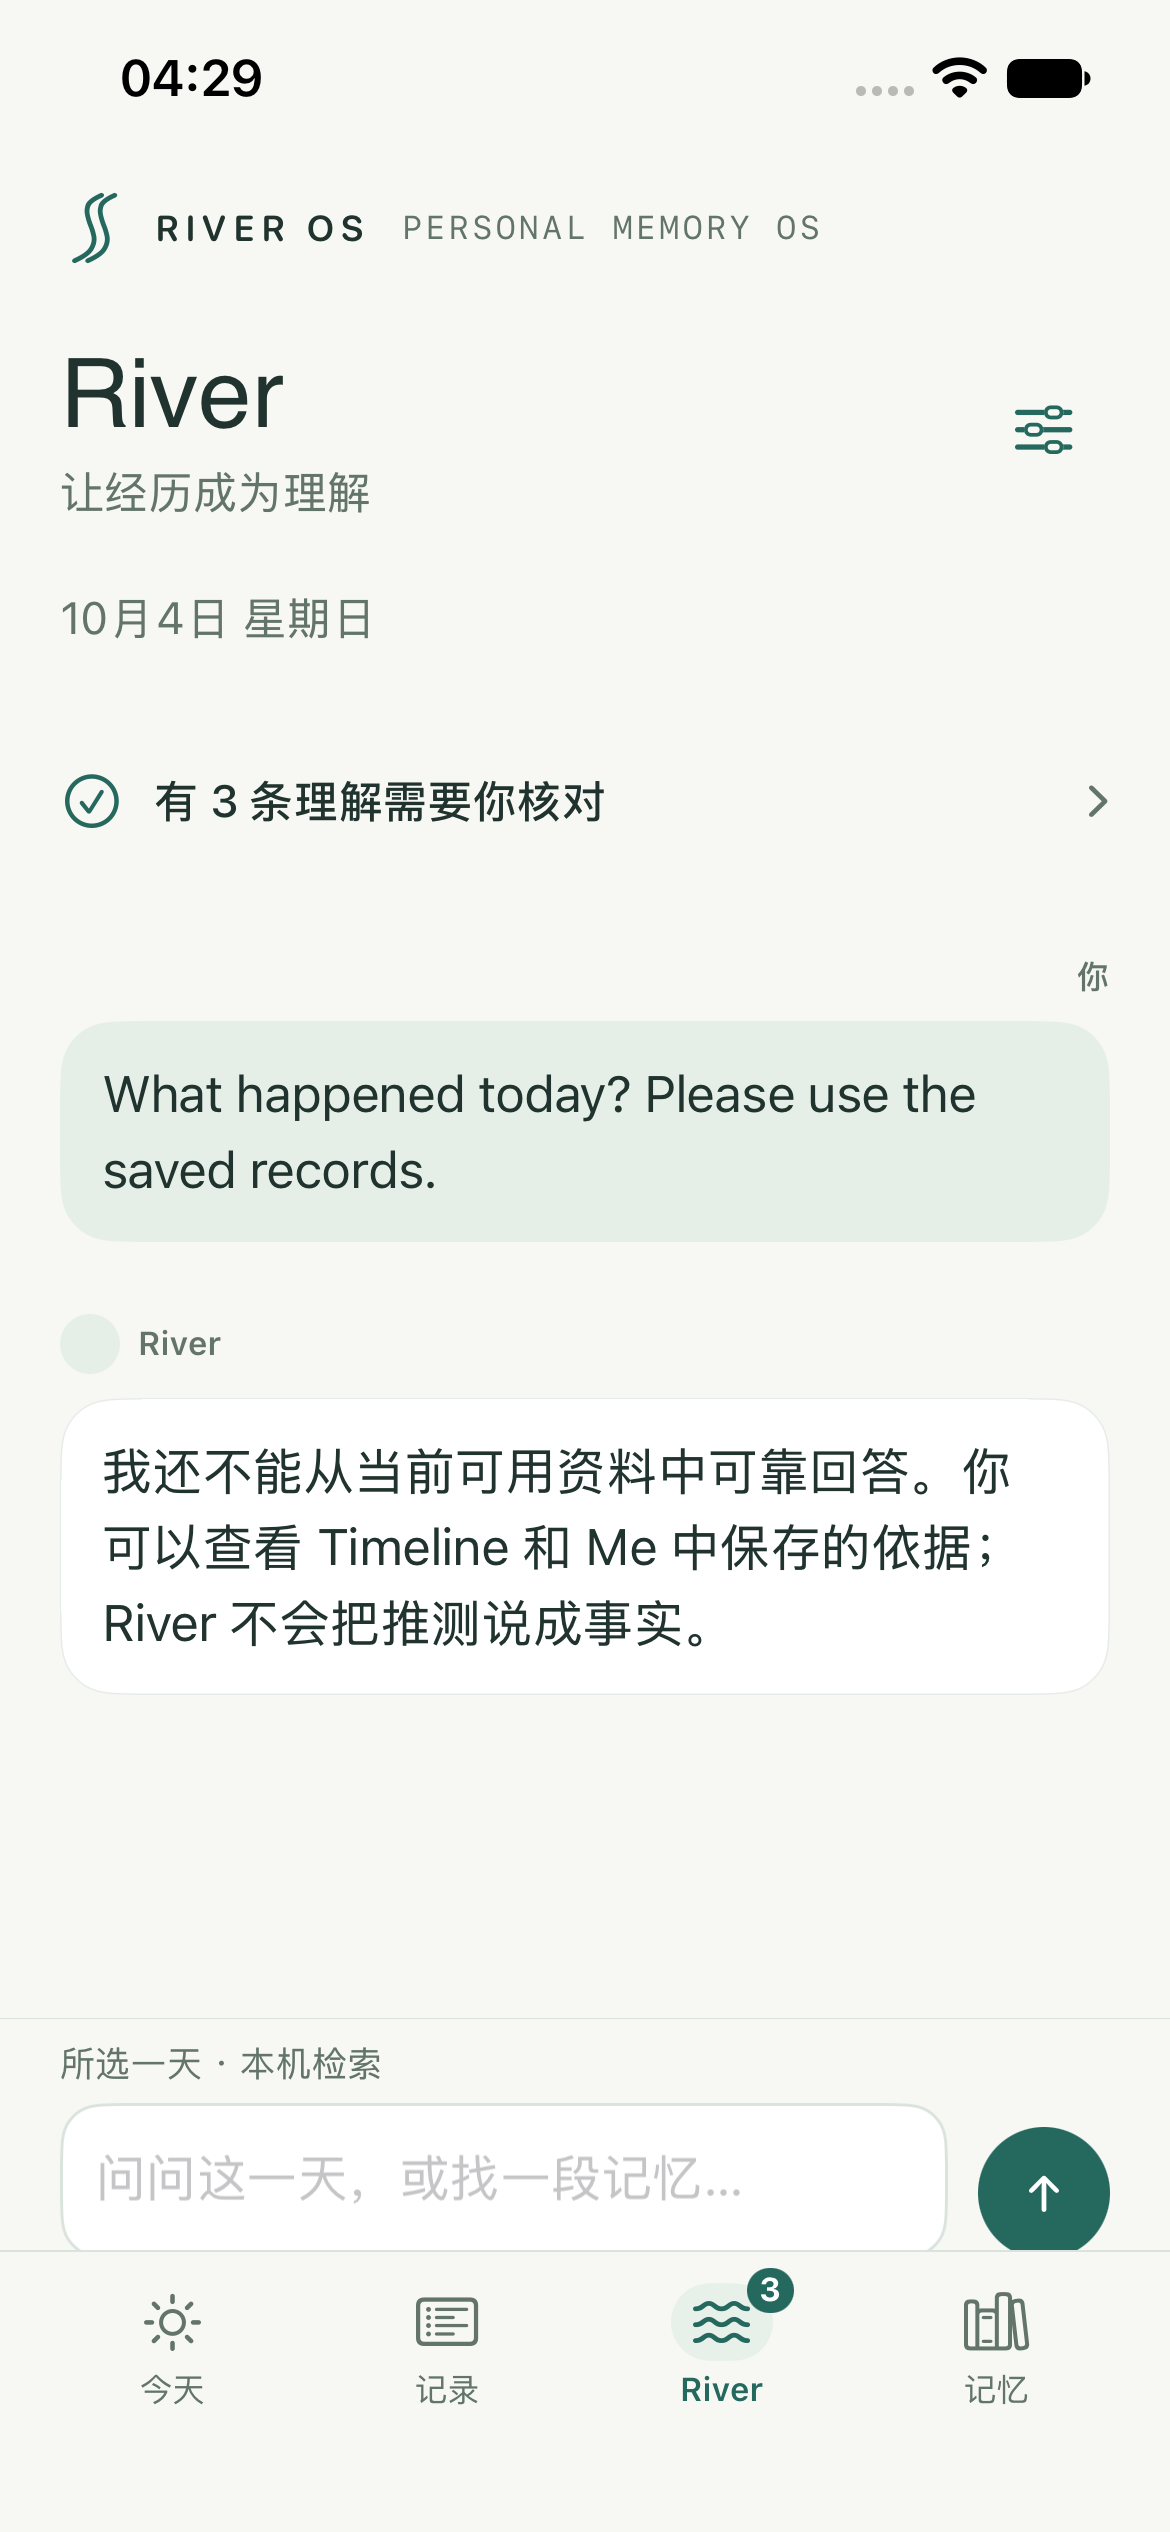 04:29
RIVER OS PERSONAL MEMORY OS
River
让经历成为理解
10月4日 星期日
有 3 条理解需要你核对
你
What happened today? Please use the
saved records.
River
我还不能从当前可用资料中可靠回答。你
可以查看 Timeline 和 Me 中保存的依据；
River 不会把推测说成事实。
所选一天 · 本机检索
问问这一天，或找一段记忆...
3
今天 记录 River 记忆